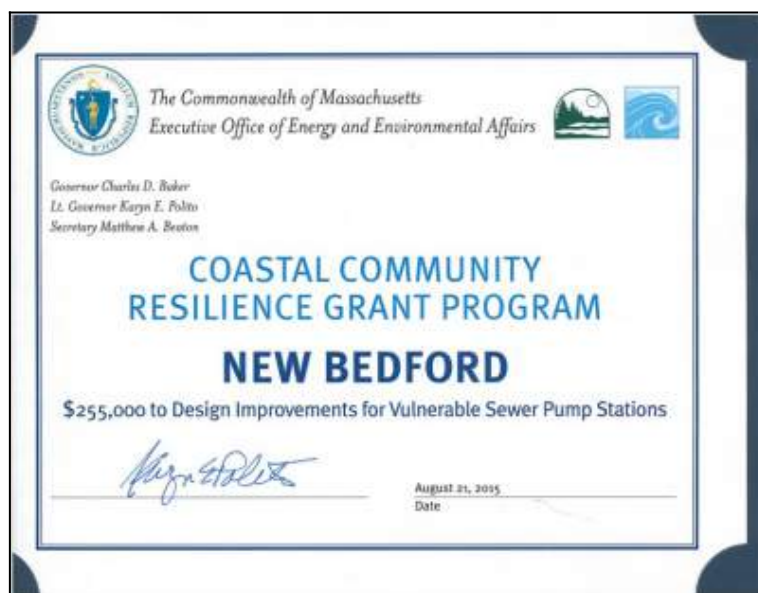 The Commonwealth of Massachusetts
Executive Office of Energy and Environmental Affairs
Governor Charles D. Baker
Lt. Governor Karyn E. Polito
Secretary Matthew A. Beaton
COASTAL COMMUNITY
RESILIENCE GRANT PROGRAM
NEW BEDFORD
$255,000 to Design Improvements for Vulnerable Sewer Pump Stations
Karyn E Polito
August 21, 2015
Date